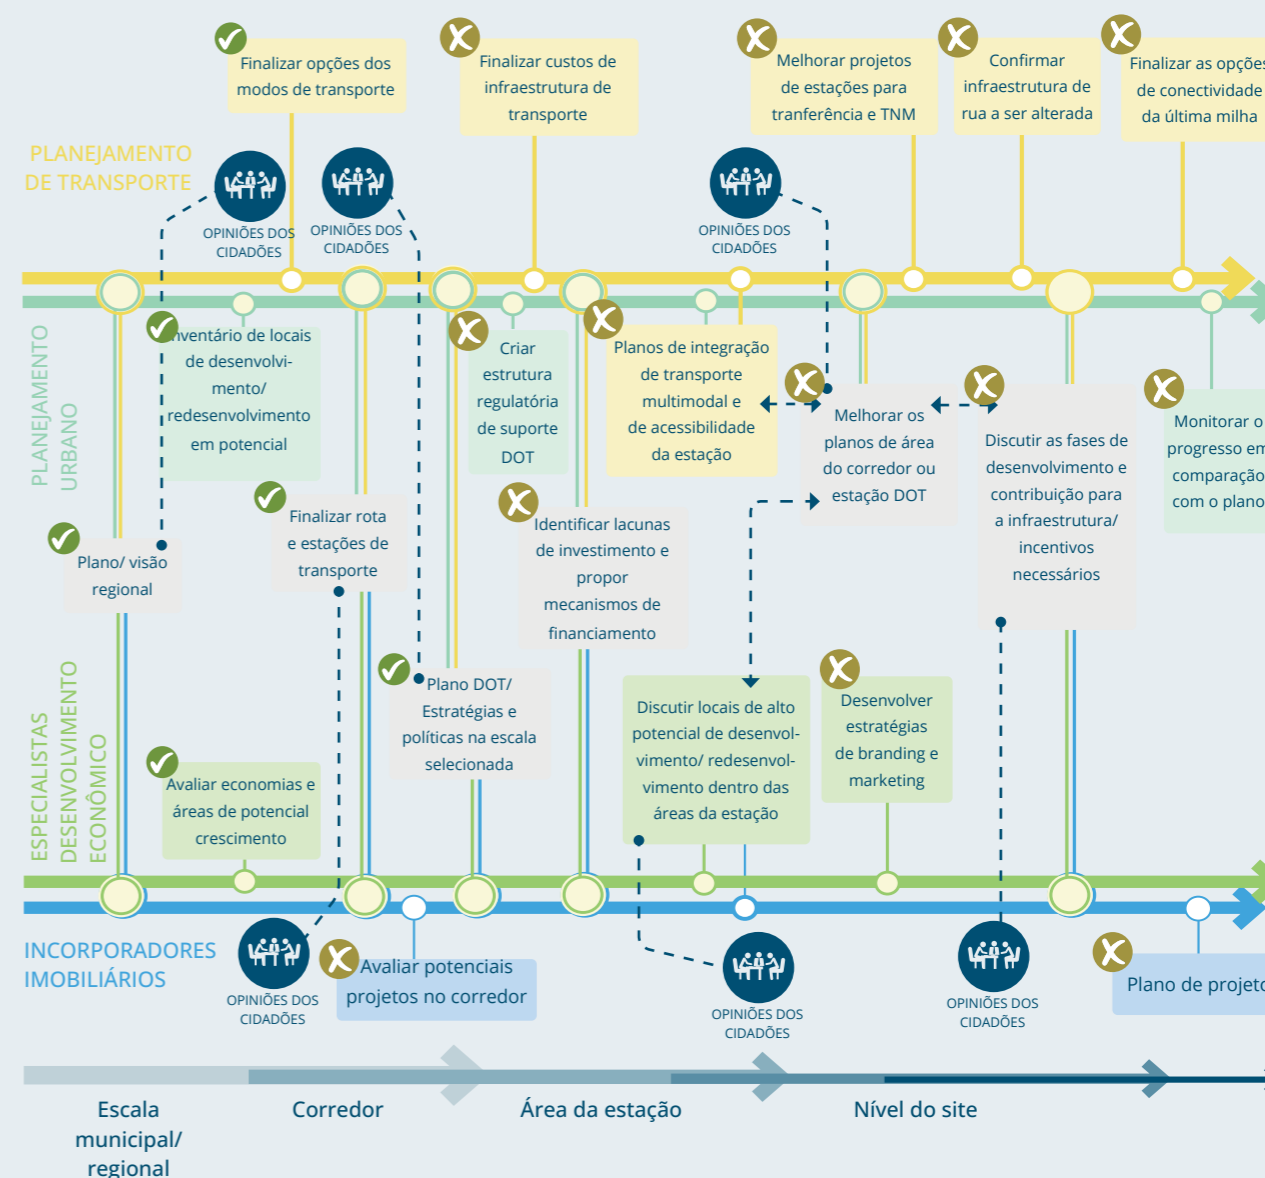 Finalizar opções dos
modos de transporte
Finalizar custos de
infraestrutura de
transporte
Melhorar projetos
de estações para
tranferência e TNM
Confirmar
infraestrutura de
rua a ser alterada
Finalizar as opções
de conectividade
da última milha
PLANEJAMENTO
DE TRANSPORTE
OPINIÕES DOS
CIDADÕES
OPINIÕES DOS
CIDADÕES
OPINIÕES DOS
CIDADÕES
PLANEJAMENTO
URBANO
Inventário de locais
de desenvolvi-
mento/
redesenvolvimento
em potencial
Criar
estrutura
regulatória
de suporte
DOT
Planos de integração
de transporte
multimodal e
de acessibilidade
da estação
Melhorar os
planos de área
do corredor ou
estação DOT
Discutir as fases de
desenvolvimento e
contribuição para
a infraestrutura/
incentivos
necessários
Monitorar o
progresso em
comparação
com o plano
Plano/ visão
regional
Finalizar rota
e estações de
transporte
Identificar lacunas
de investimento e
propor
mecanismos de
financiamento
ESPECIALISTAS
DESENVOLVIMENTO
ECONÔMICO
Plano DOT/
Estratégias e
políticas na escala
selecionada
Avaliar economias e
áreas de potencial
crescimento
Discutir locais de alto
potencial de desenvol-
vimento/ redesenvol-
vimento dentro das
áreas da estação
Desenvolver
estratégias
de branding e
marketing
INCORPORADORES
IMOBILIÁRIOS
OPINIÕES DOS
CIDADÕES
Avaliar potenciais
projetos no corredor
OPINIÕES DOS
CIDADÕES
OPINIÕES DOS
CIDADÕES
Plano de projeto
Escala
municipal/
regional
Corredor
Área da estação
Nível do site